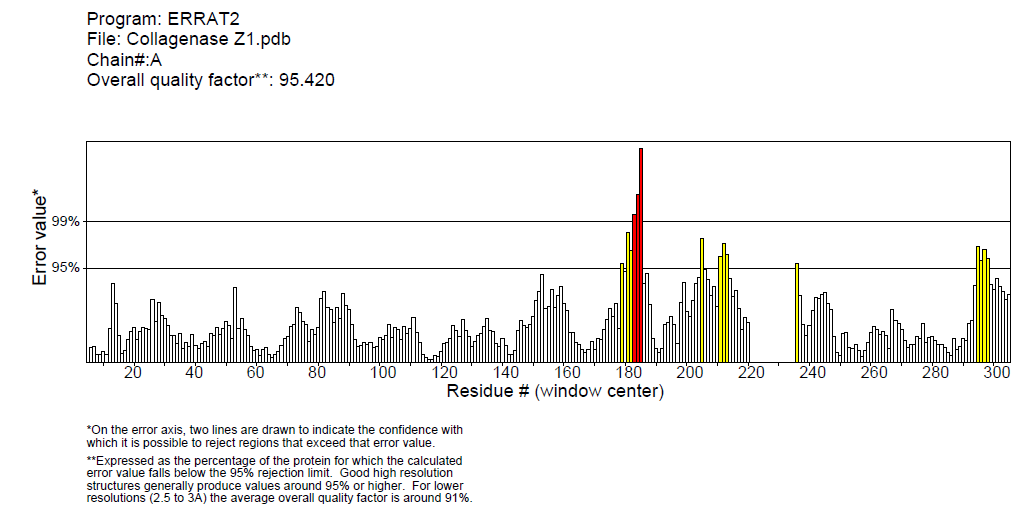 Program: ERRAT2
File: Collagenase Z1.pdb
Chain#:A
Overall quality factor**: 95.420
Error value*
99%
95%
20 40 60 80 100 120 140 160 180 200 220 240 260 280 300
Residue # (window center)
*On the error axis, two lines are drawn to indicate the confidence with
which it is possible to reject regions that exceed that error value.
**Expressed as the percentage of the protein for which the calculated
error value falls below the 95% rejection limit.  Good high resolution
structures generally produce values around 95% or higher.  For lower
resolutions (2.5 to 3A) the average overall quality factor is around 91%.